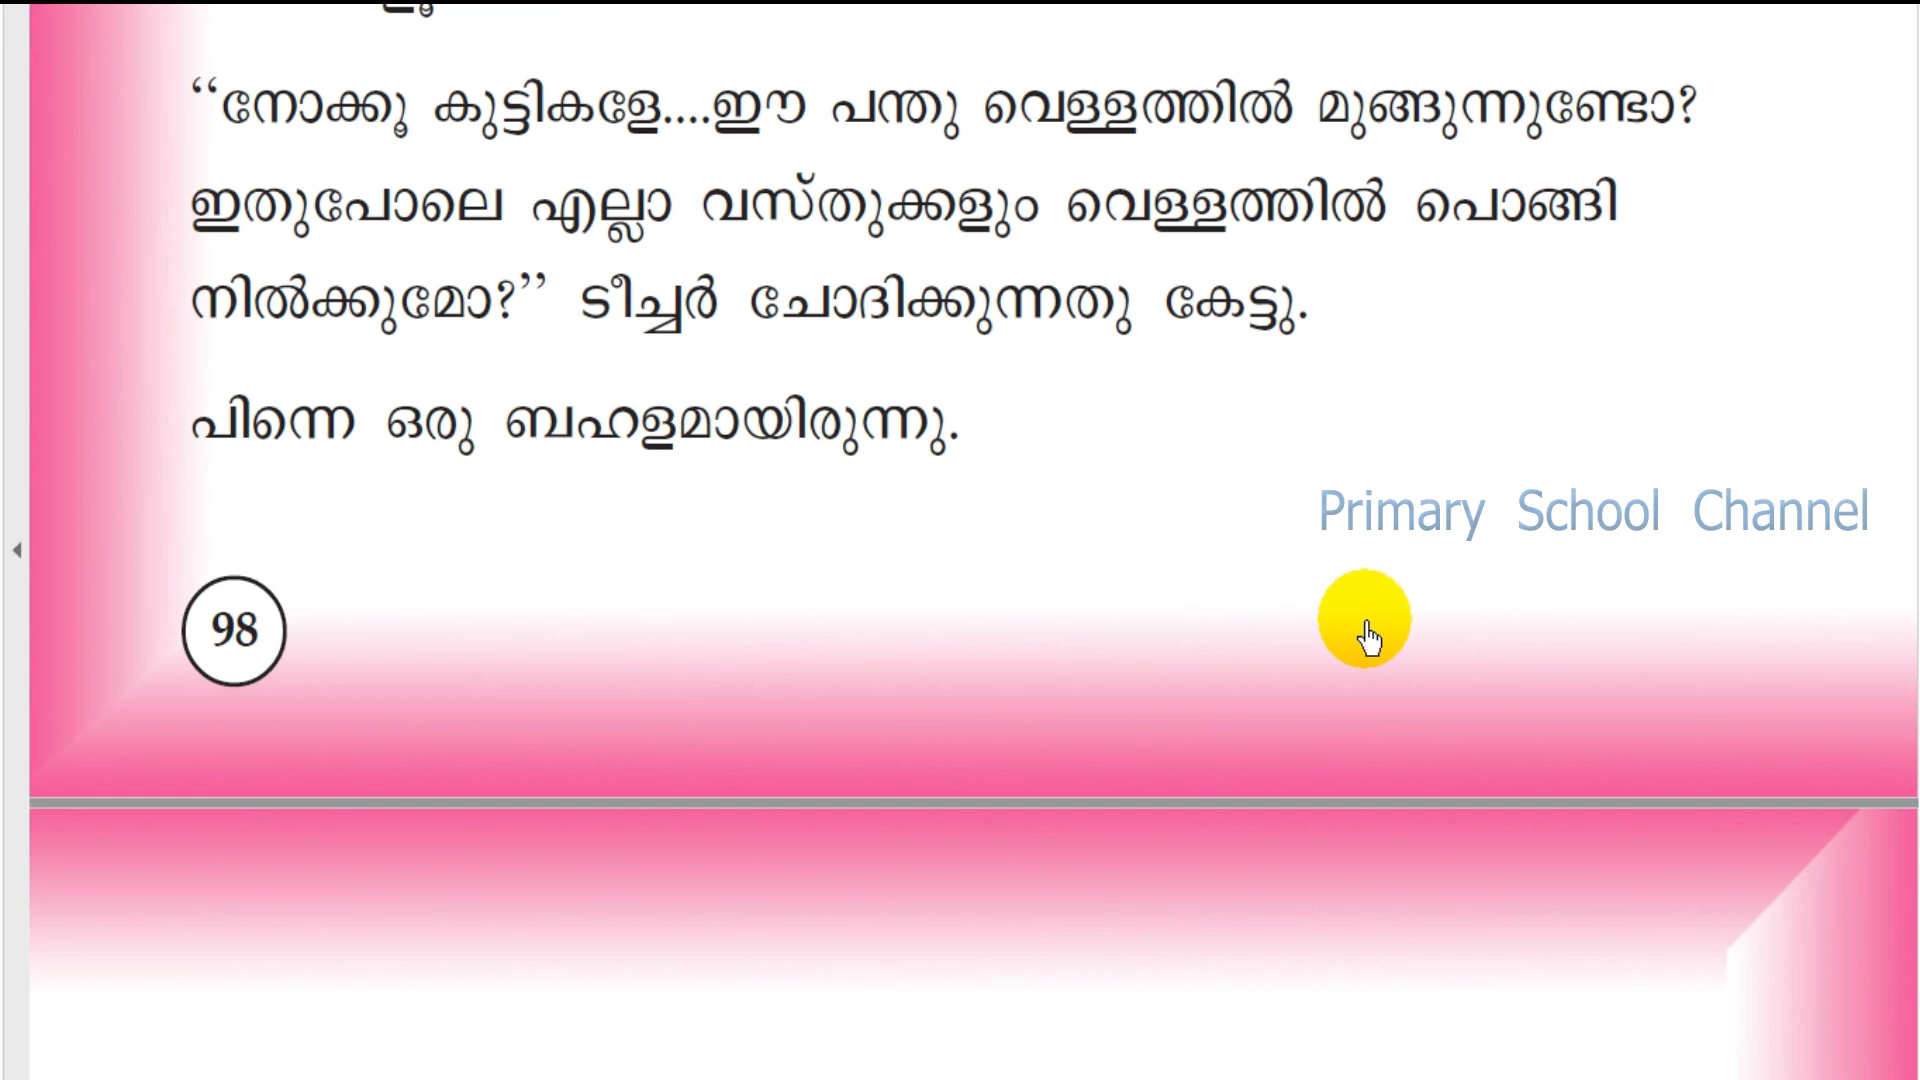 ‘‘നോക്കൂ കുട്ടികളേ....ഈ പന്തു വെള്ളത്തിൽ മുങ്ങുന്നുണ്ടോ?
ഇതുപോലെ എല്ലാ വസ്തുക്കളും വെള്ളത്തിൽ പൊങ്ങി
നിൽക്കുമോ?’’ ടീച്ചർ ചോദിക്കുന്നതു കേട്ടു.
പിന്നെ ഒരു ബഹളമായിരുന്നു.
Primary School Channel
98